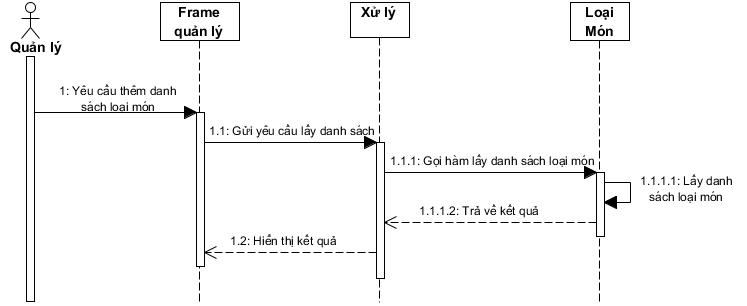 Quản lý
Frame
quản lý
Xử lý
Loại
Món
1: Yêu cầu thêm danh
sách loại món
1.1: Gửi yêu cầu lấy danh sách
1.1.1: Gọi hàm lấy danh sách loại món
1.1.1.1: Lấy danh
sách loại món
1.1.1.2: Trả về kết quả
1.2: Hiển thị kết quả